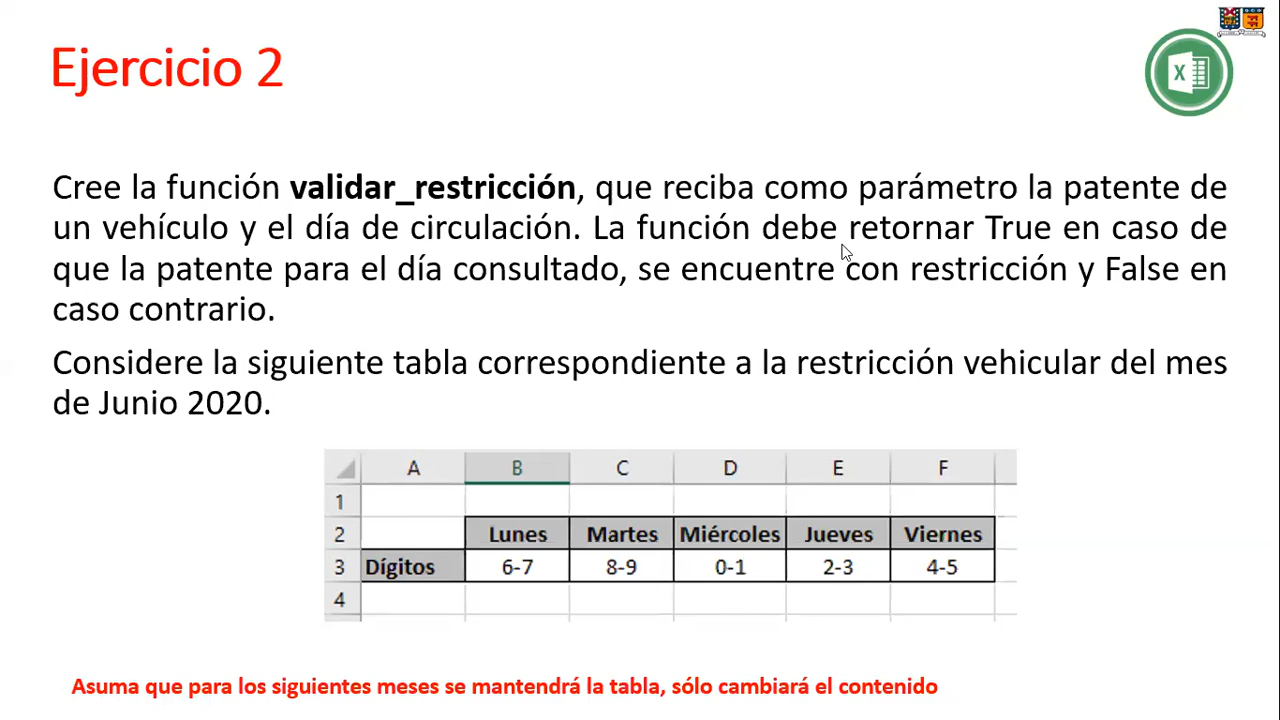 Ejercicio 2
Cree la función validar_restricción, que reciba como parámetro la patente de
un vehículo y el día de circulación. La función debe retornar True en caso de
que la patente para el día consultado, se encuentre con restricción y False en
caso contrario.
Considere la siguiente tabla correspondiente a la restricción vehicular del mes
de Junio 2020.
A B C D E F
1
2 Lunes Martes Miércoles Jueves Viernes
3 Dígitos 6-7 8-9 0-1 2-3 4-5
4
Asuma que para los siguientes meses se mantendrá la tabla, sólo cambiará el contenido